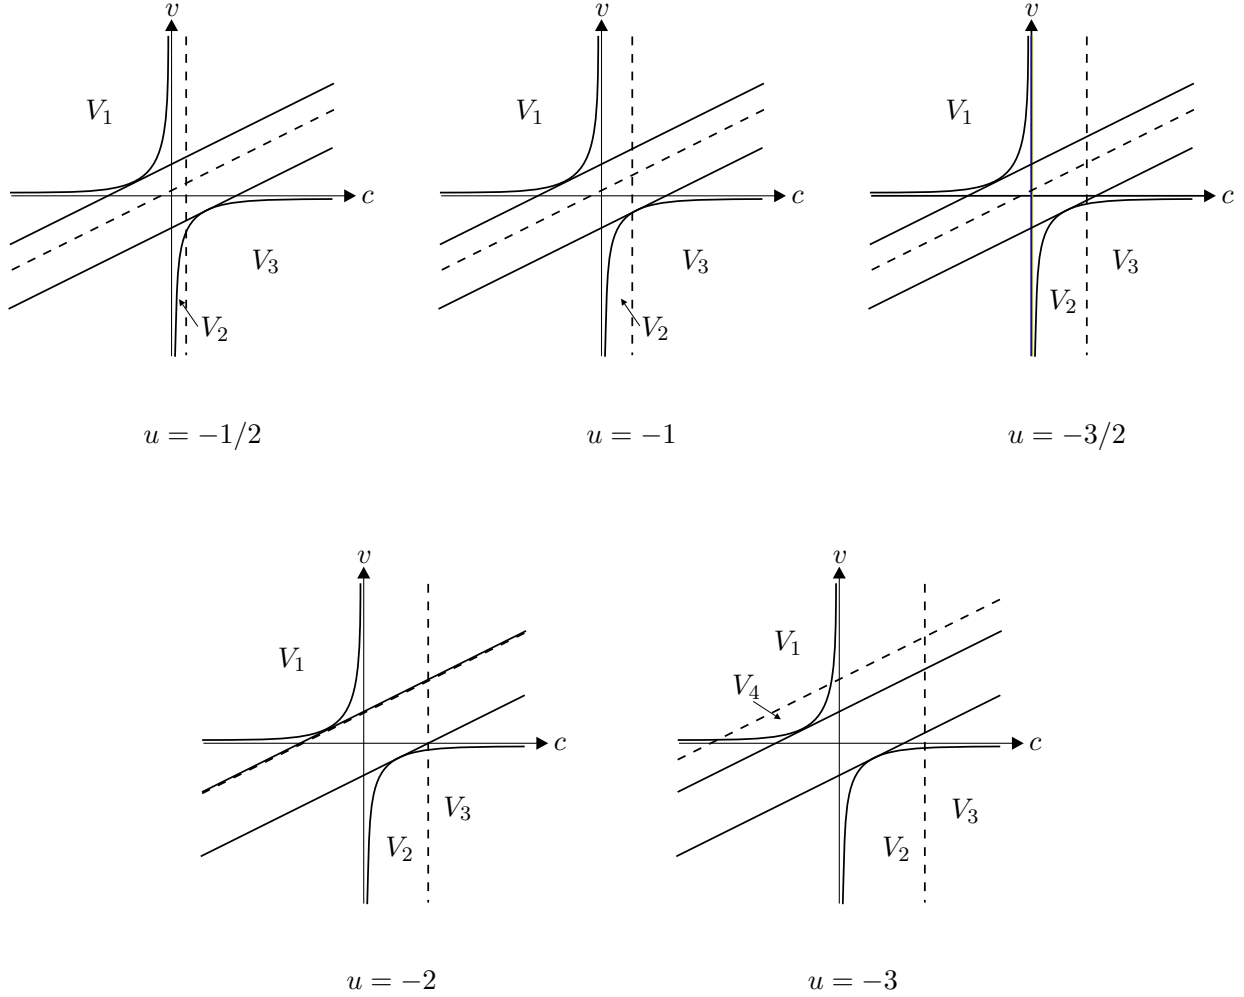 v v v
V₁ V₁ V₁
c c c
V₃ V₃ V₃
V₂ V₂ V₂
u = −1/2 u = −1 u = −3/2
v v
V₁ V₁
V₄
c c
V₃ V₃
V₂ V₂
u = −2 u = −3